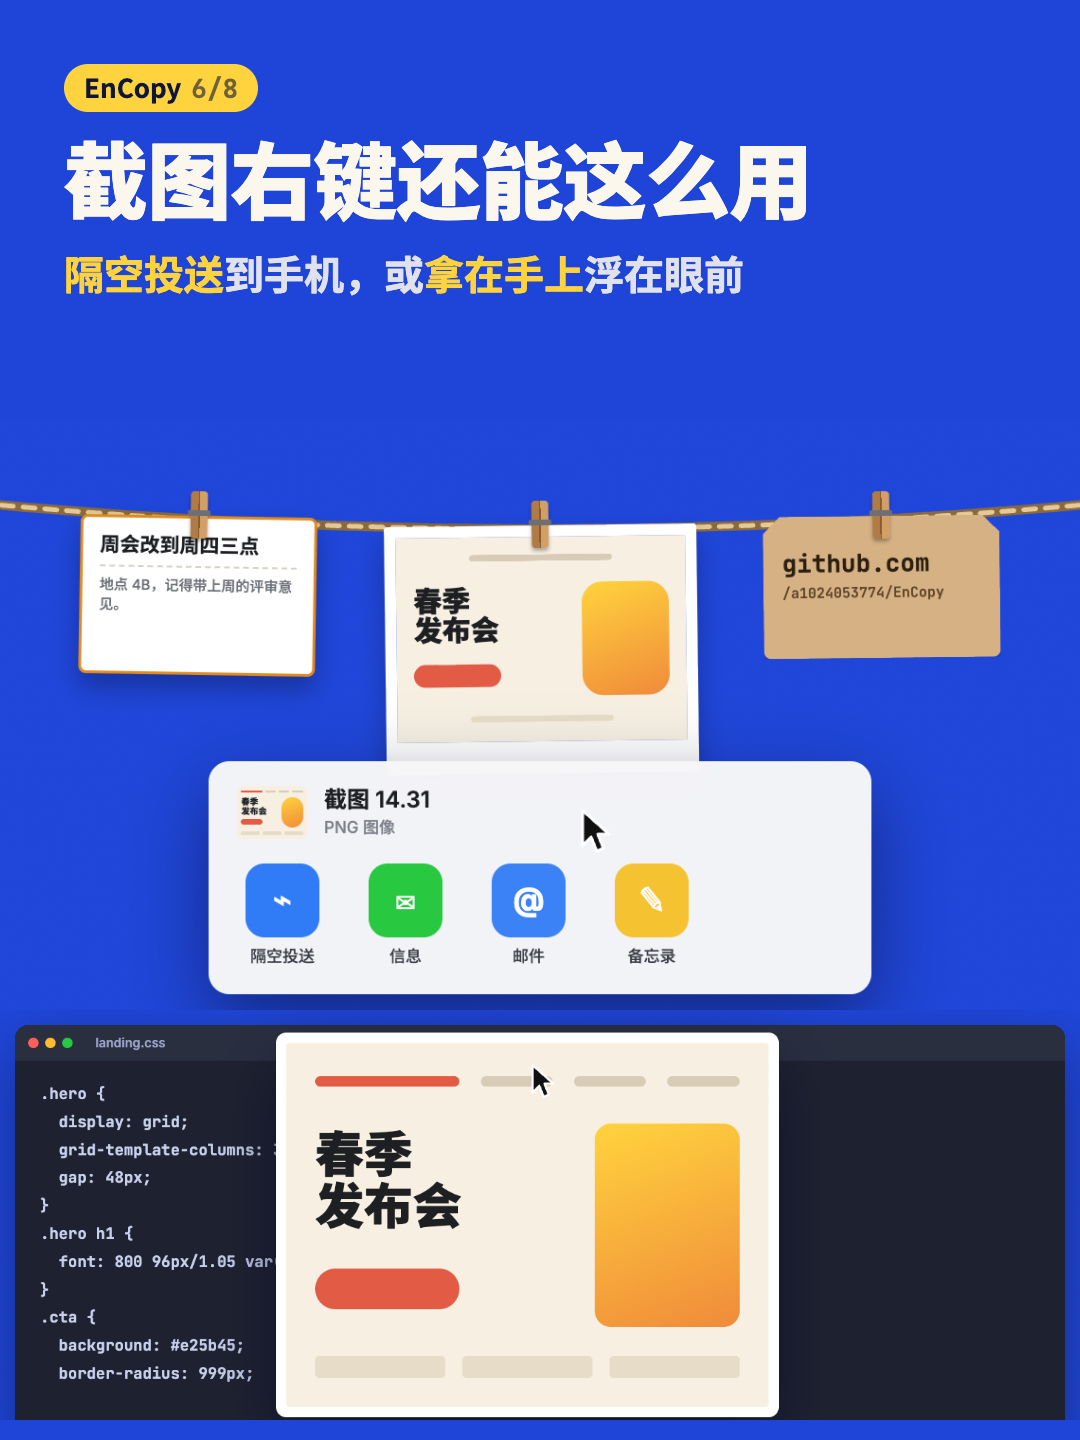 EnCopy 6/8
截图右键还能这么用
隔空投送到手机，或拿在手上浮在眼前
周会改到周四三点
地点 4B，记得带上周的评审意
见。
春季
发布会
github.com
/a1024053774/EnCopy
春季
发布会
截图 14.31
PNG 图像
@
隔空投送
信息
邮件
备忘录
landing.css
.hero {
display: grid;
grid-template-columns:
gap: 48px;
}
.hero h1 {
font: 800 96px/1.05 var
}
.cta {
background: #e25b45;
border-radius: 999px;
春季
发布会